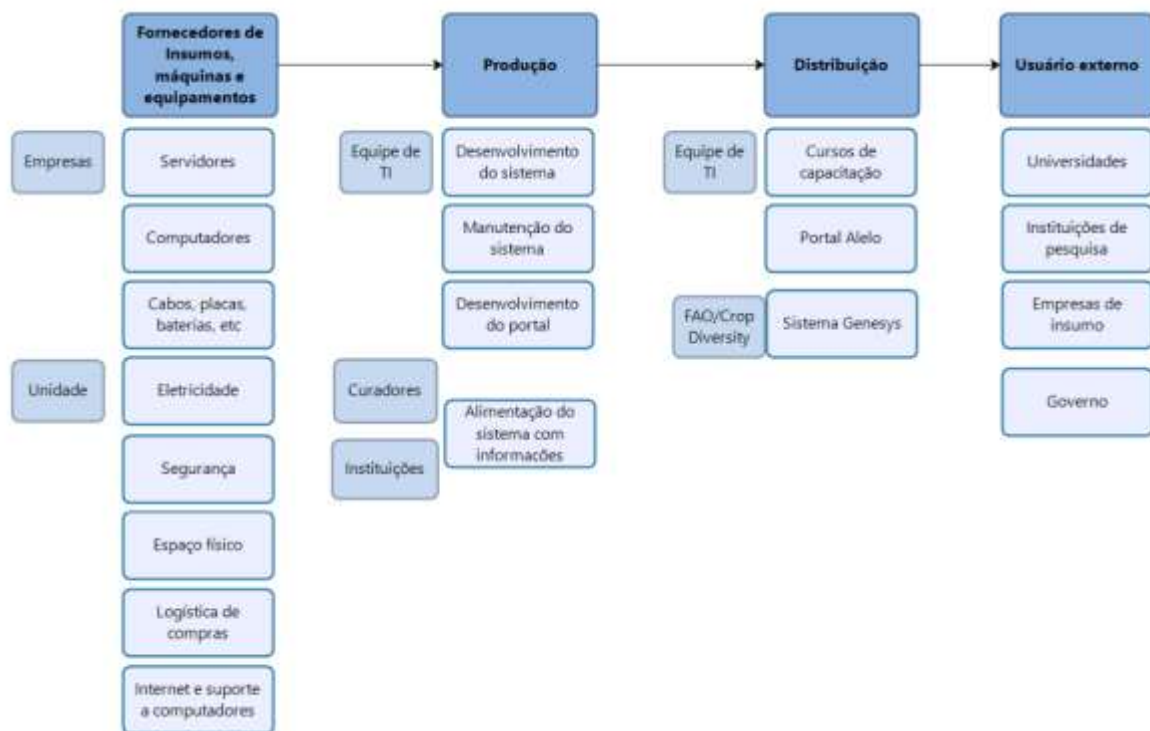 Fornecedores de
Insumos,
máquinas e
equipamentos
Produção
Distribuição
Usuário externo
Empresas
Servidores
Computadores
Cabos, placas,
baterias, etc
Unidade
Eletricidade
Segurança
Espaço físico
Logística de
compras
Internet e suporte
a computadores
Equipe de
TI
Desenvolvimento
do sistema
Manutenção do
sistema
Desenvolvimento
do portal
Curadores
Instituições
Alimentação do
sistema com
informações
Equipe de
TI
Cursos de
capacitação
Portal Alelo
FAO/Crop
Diversity
Sistema Genesys
Universidades
Instituições de
pesquisa
Empresas de
insumo
Governo